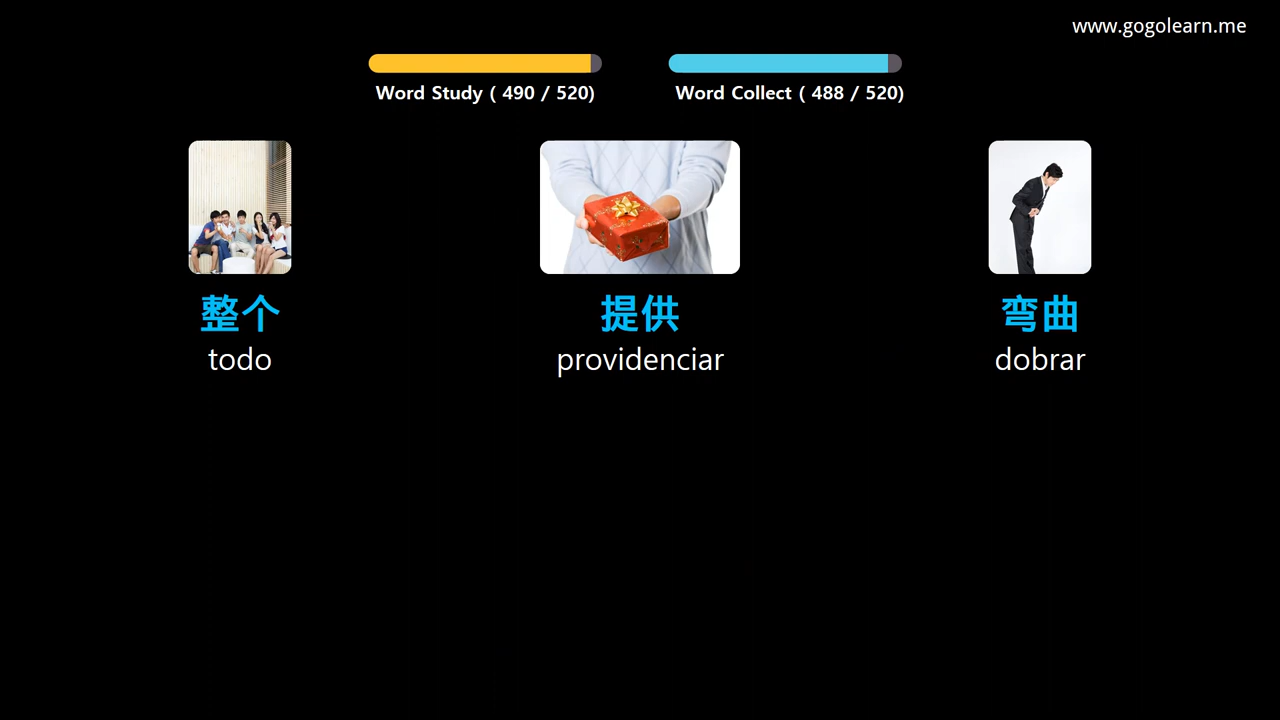 www.gogolearn.me
Word Study ( 490 / 520)
Word Collect ( 488 / 520)
整个
提供
弯曲
todo
providenciar
dobrar